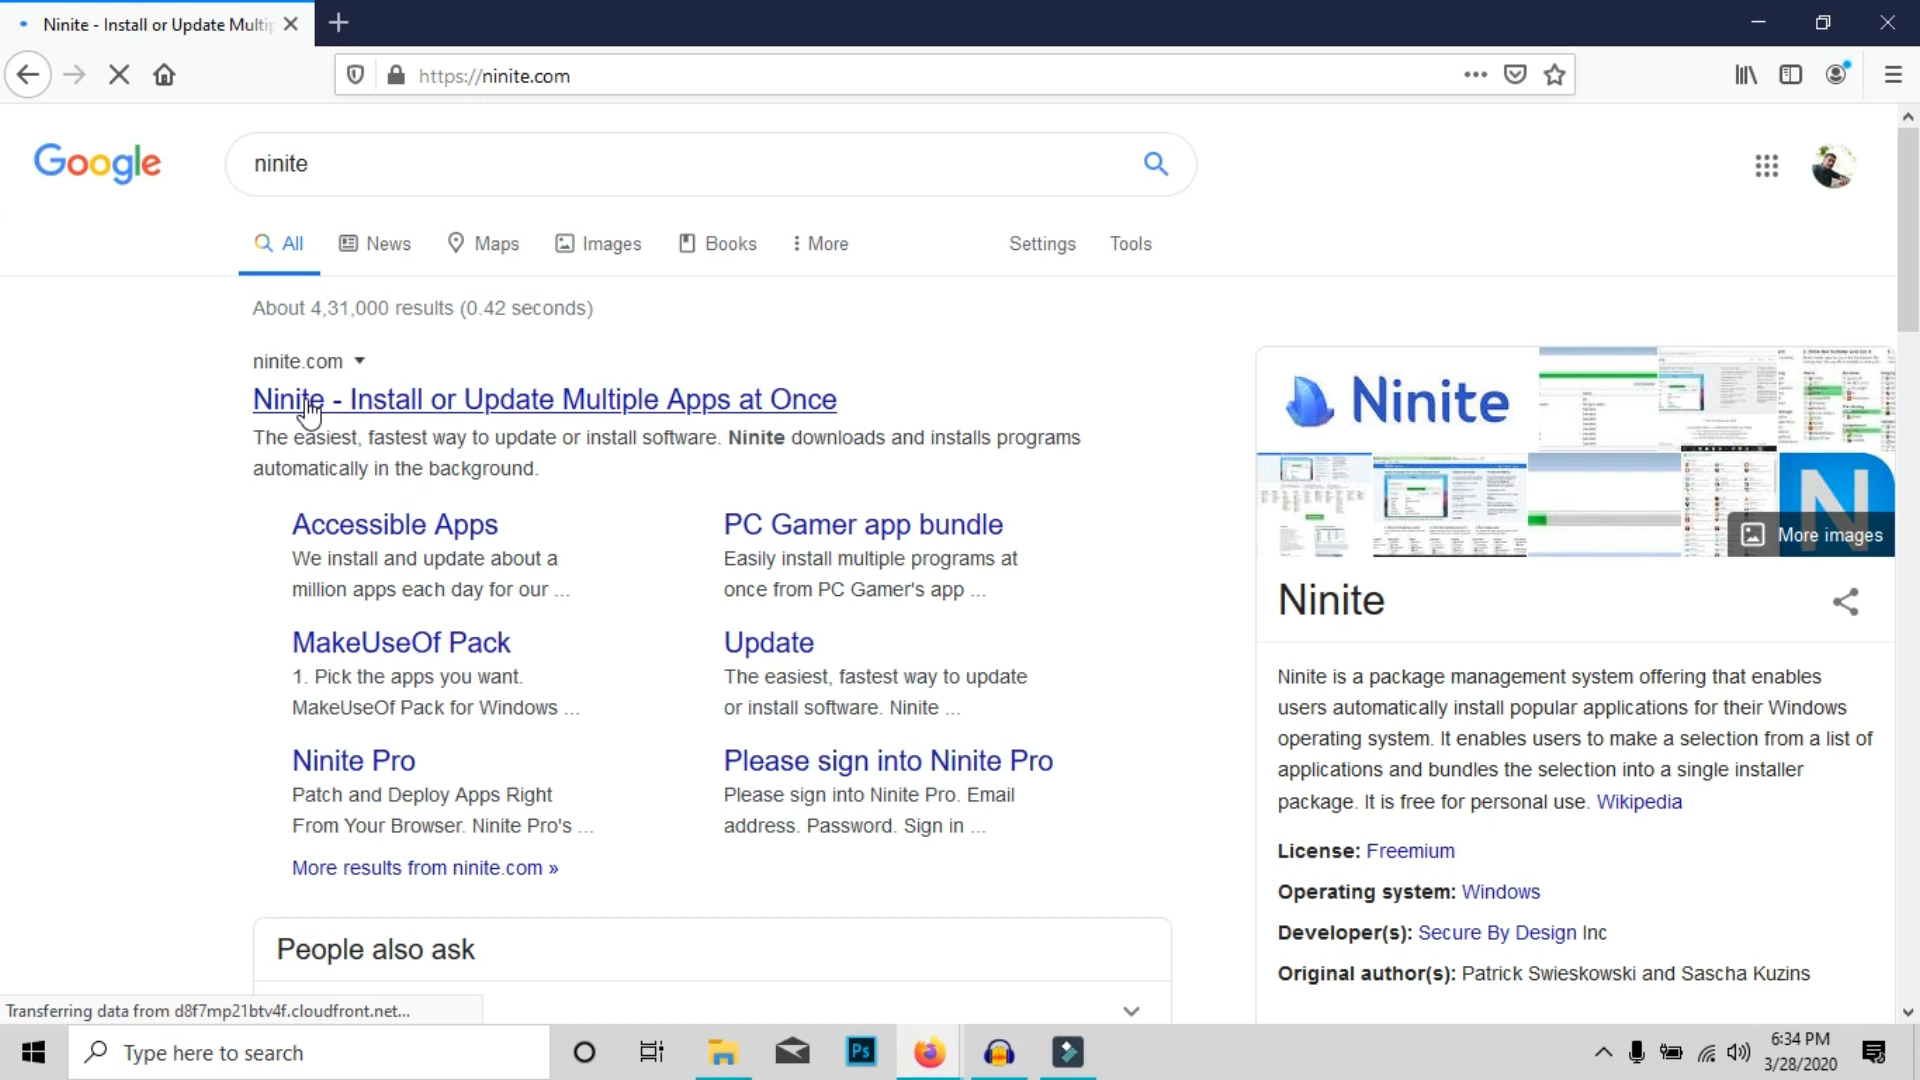 Ninite - Install or Update Multip
https://ninite.com
Google
ninite
All
News
Maps
Images
Books
More
Settings
Tools
About 4,31,000 results (0.42 seconds)
ninite.com
Ninite - Install or Update Multiple Apps at Once
The easiest, fastest way to update or install software. Ninite downloads and installs programs
automatically in the background.
Accessible Apps
We install and update about a
million apps each day for our ...
PC Gamer app bundle
Easily install multiple programs at
once from PC Gamer's app ...
MakeUseOf Pack
1. Pick the apps you want.
MakeUseOf Pack for Windows ...
Update
The easiest, fastest way to update
or install software. Ninite ...
Ninite Pro
Patch and Deploy Apps Right
From Your Browser. Ninite Pro's ...
Please sign into Ninite Pro
Please sign into Ninite Pro. Email
address. Password. Sign in ...
More results from ninite.com »
People also ask
Ninite
N
More images
Ninite
Ninite is a package management system offering that enables
users automatically install popular applications for their Windows
operating system. It enables users to make a selection from a list of
applications and bundles the selection into a single installer
package. It is free for personal use. Wikipedia
License: Freemium
Operating system: Windows
Developer(s): Secure By Design Inc
Original author(s): Patrick Swieskowski and Sascha Kuzins
Transferring data from d8f7mp21btv4f.cloudfront.net...
Type here to search
Ps
6:34 PM
3/28/2020